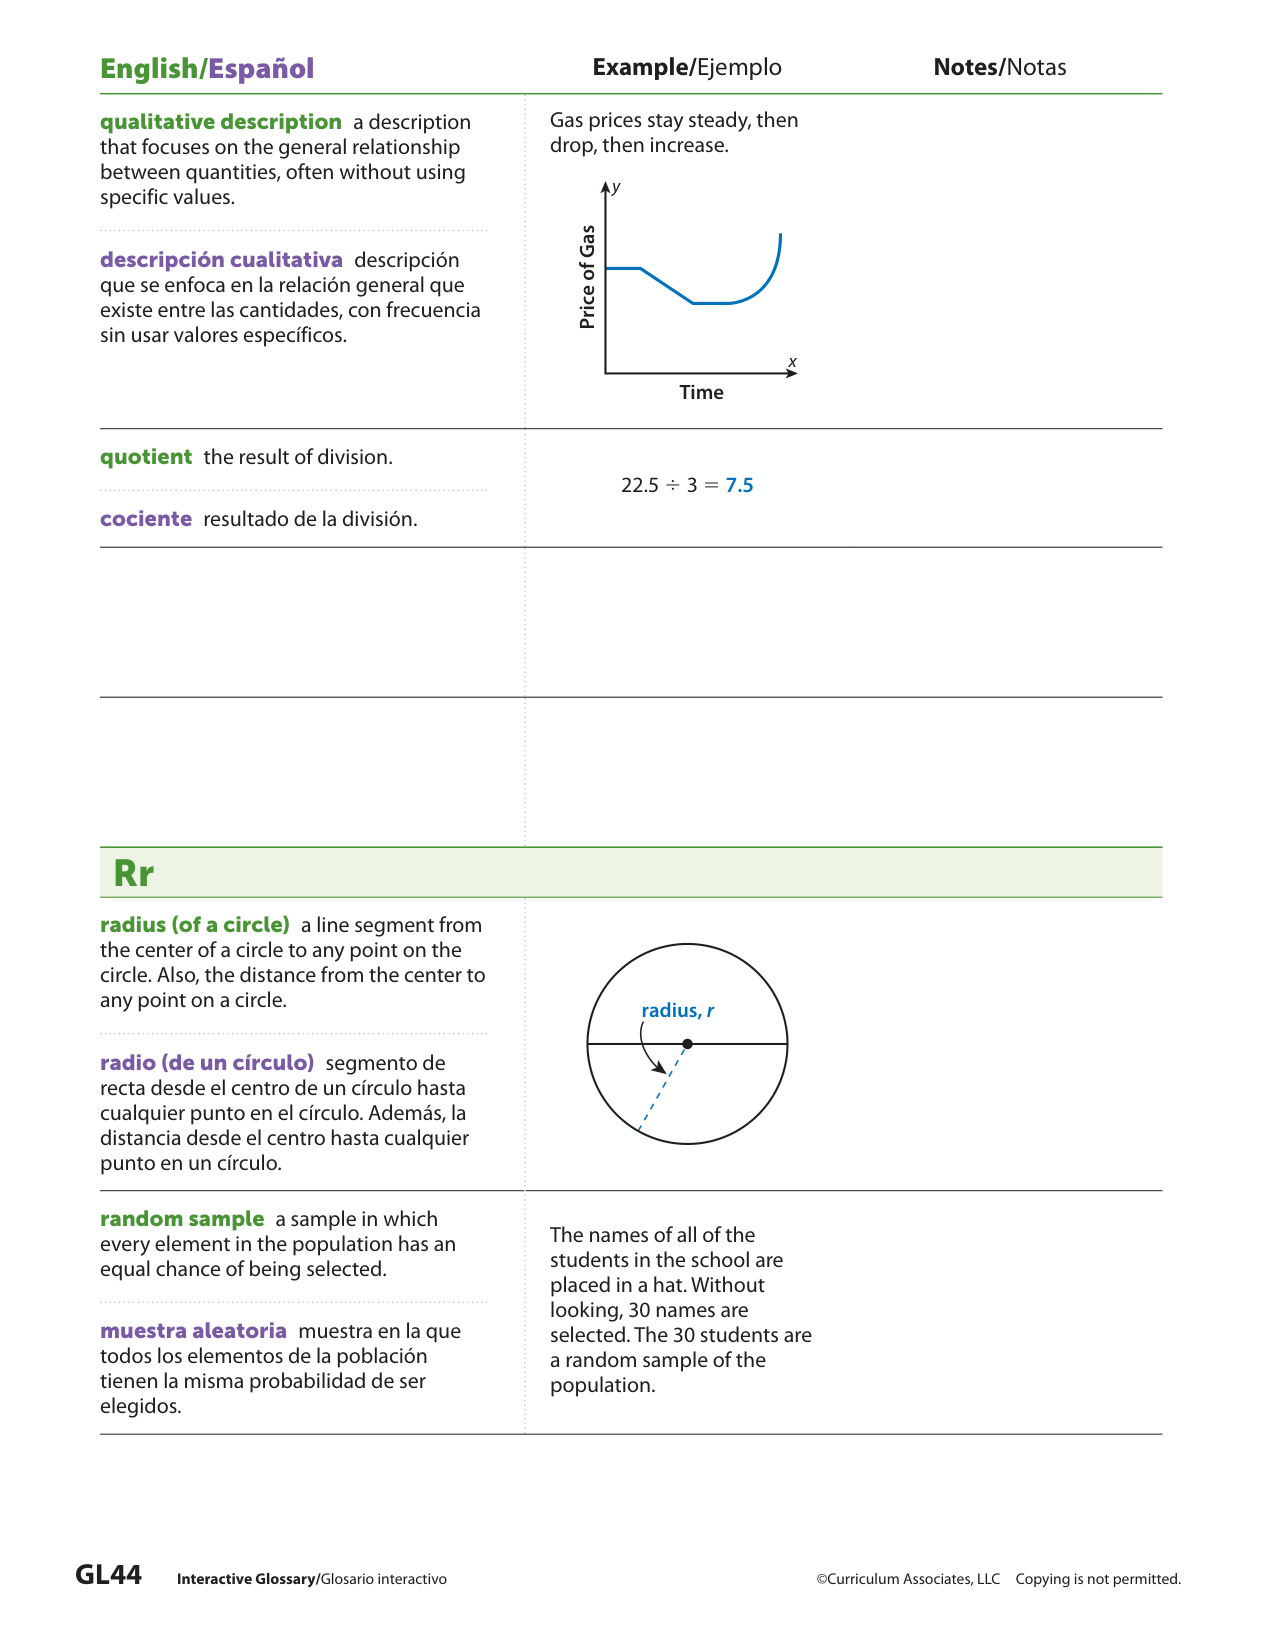 English/Español
Example/Ejemplo
Notes/Notas
qualitative description a description
that focuses on the general relationship
between quantities, often without using
specific values.
descripción cualitativa descripción
que se enfoca en la relación general que
existe entre las cantidades, con frecuencia
sin usar valores específicos.
Gas prices stay steady, then
drop, then increase.
y
Price of Gas
x
Time
quotient the result of division.
cociente resultado de la división.
22.5 ÷ 3 = 7.5
Rr
radius (of a circle) a line segment from
the center of a circle to any point on the
circle. Also, the distance from the center to
any point on a circle.
radio (de un círculo) segmento de
recta desde el centro de un círculo hasta
cualquier punto en el círculo. Además, la
distancia desde el centro hasta cualquier
punto en un círculo.
radius, r
random sample a sample in which
every element in the population has an
equal chance of being selected.
muestra aleatoria muestra en la que
todos los elementos de la población
tienen la misma probabilidad de ser
elegidos.
The names of all of the
students in the school are
placed in a hat. Without
looking, 30 names are
selected. The 30 students are
a random sample of the
population.
GL44
Interactive Glossary/Glosario interactivo
©Curriculum Associates, LLC Copying is not permitted.